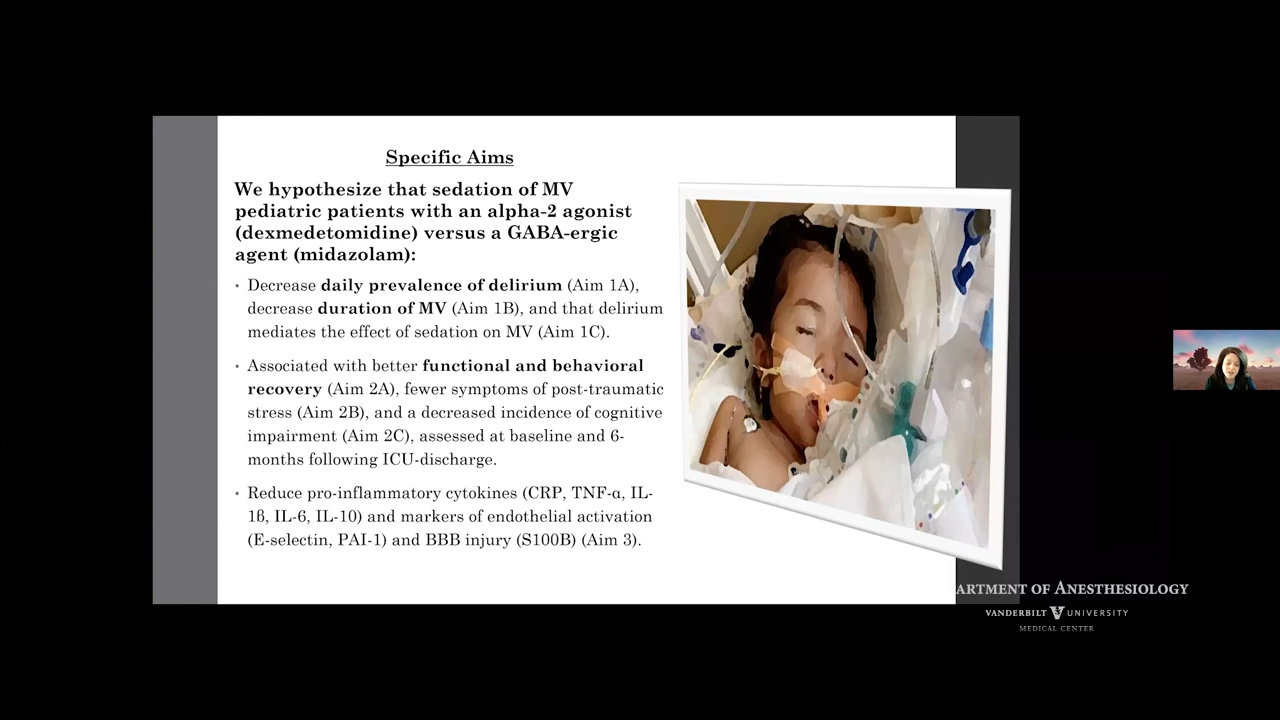 Specific Aims
We hypothesize that sedation of MV
pediatric patients with an alpha-2 agonist
(dexmedetomidine) versus a GABA-ergic
agent (midazolam):
• Decrease daily prevalence of delirium (Aim 1A),
decrease duration of MV (Aim 1B), and that delirium
mediates the effect of sedation on MV (Aim 1C).
• Associated with better functional and behavioral
recovery (Aim 2A), fewer symptoms of post-traumatic
stress (Aim 2B), and a decreased incidence of cognitive
impairment (Aim 2C), assessed at baseline and 6-
months following ICU-discharge.
• Reduce pro-inflammatory cytokines (CRP, TNF-α, IL-
1ß, IL-6, IL-10) and markers of endothelial activation
(E-selectin, PAI-1) and BBB injury (S100B) (Aim 3).
ARTMENT OF ANESTHESIOLOGY
VANDERBILT UNIVERSITY
MEDICAL CENTER